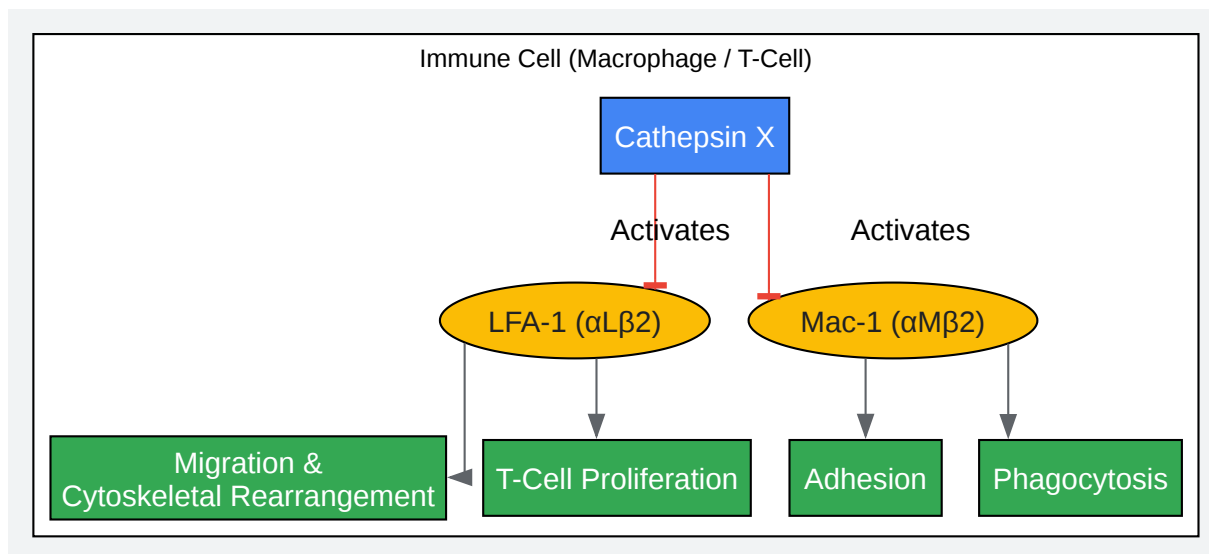 Immune Cell (Macrophage / T-Cell)
Cathepsin X
Activates
Activates
LFA-1 (αLβ2)
Mac-1 (αMβ2)
Migration &
Cytoskeletal Rearrangement
T-Cell Proliferation
Adhesion
Phagocytosis